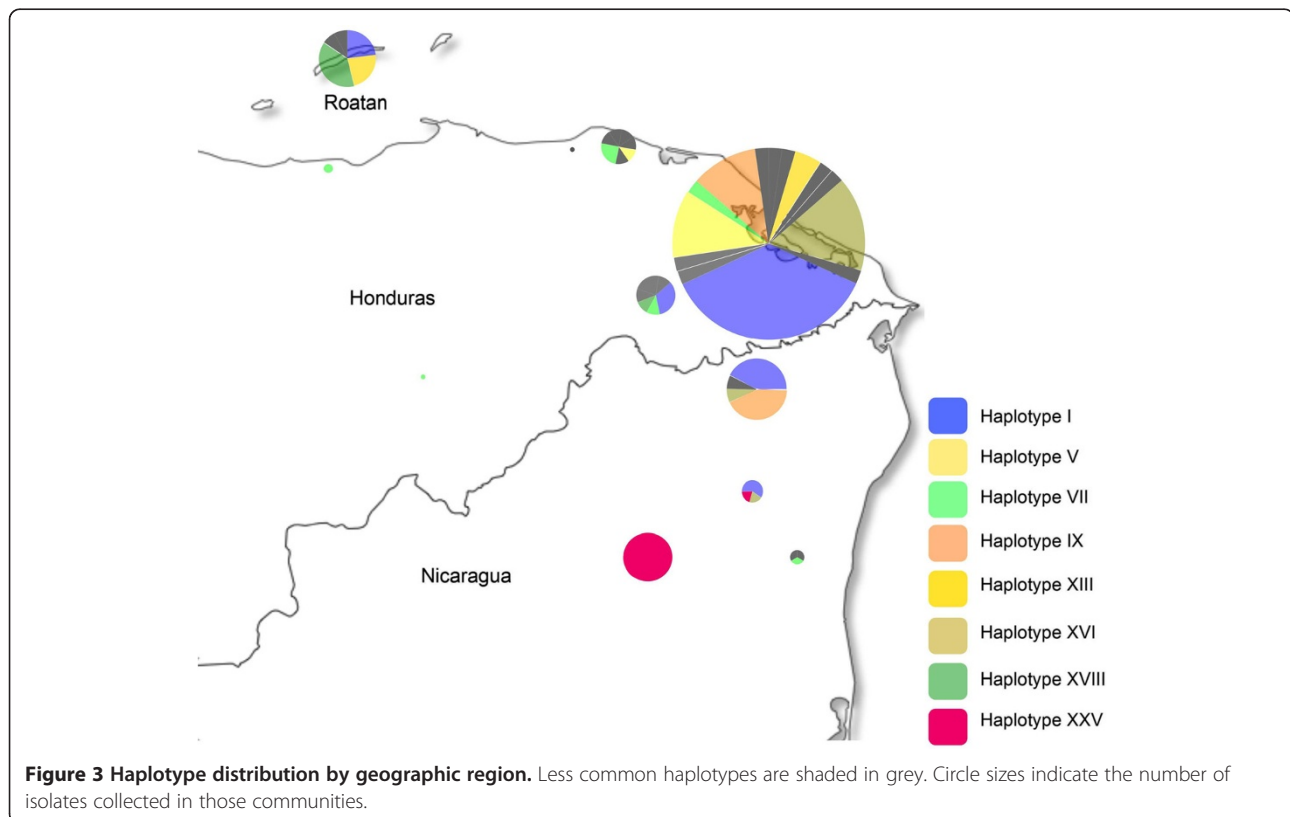 Roatan
Honduras
Nicaragua
Haplotype I
Haplotype V
Haplotype VII
Haplotype IX
Haplotype XIII
Haplotype XVI
Haplotype XVIII
Haplotype XXV
Figure 3 Haplotype distribution by geographic region. Less common haplotypes are shaded in grey. Circle sizes indicate the number of
isolates collected in those communities.